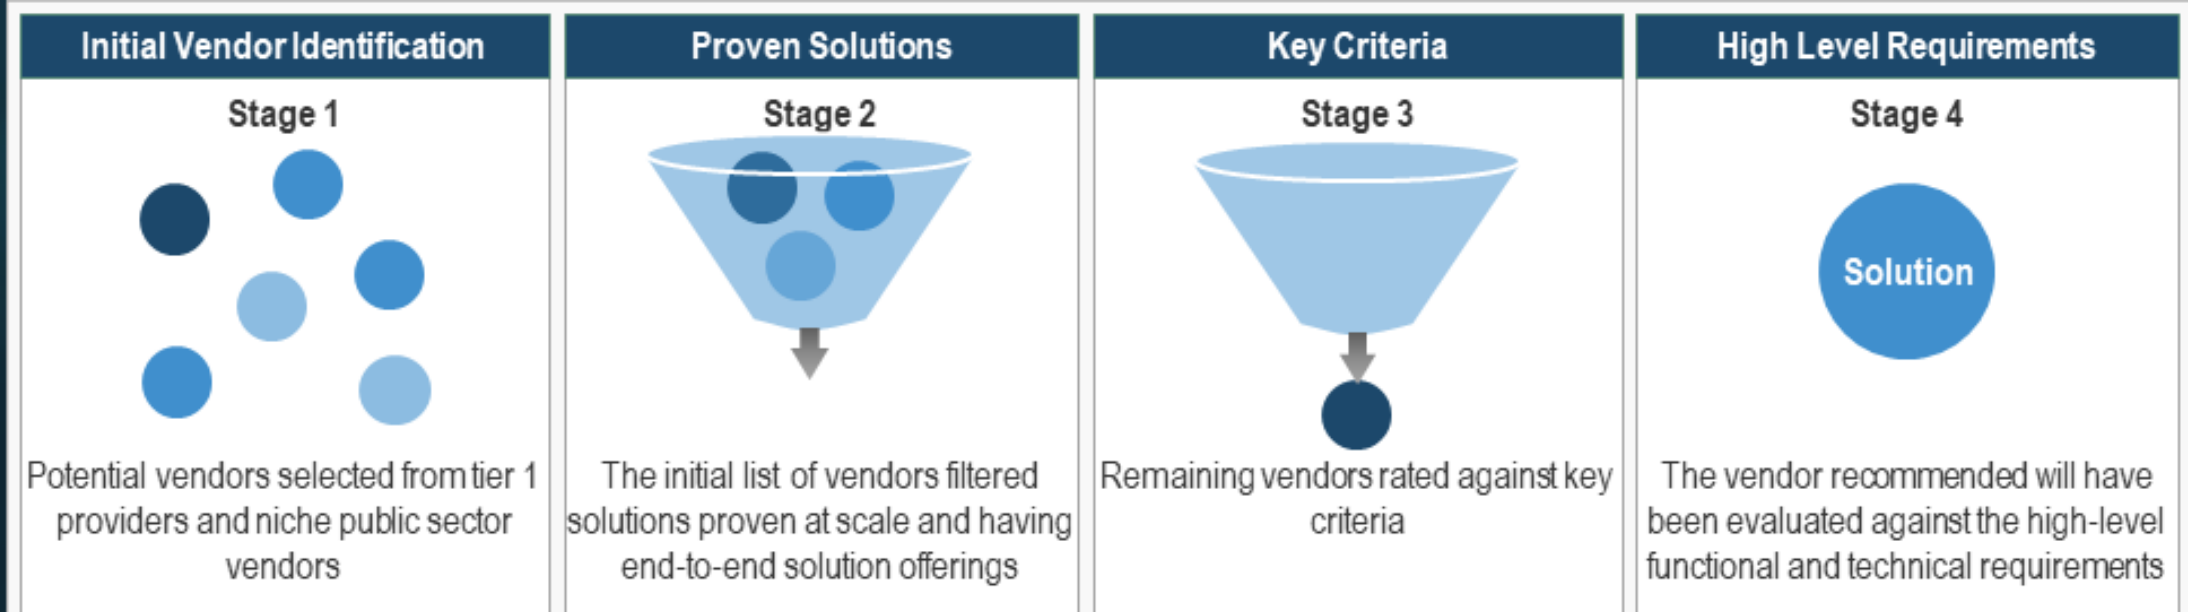 Initial Vendor Identification
Stage 1
Potential vendors selected from tier 1
providers and niche public sector
vendors
Proven Solutions
Stage 2
The initial list of vendors filtered
solutions proven at scale and having
end-to-end solution offerings
Key Criteria
Stage 3
Remaining vendors rated against key
criteria
High Level Requirements
Stage 4
Solution
The vendor recommended will have
been evaluated against the high-level
functional and technical requirements